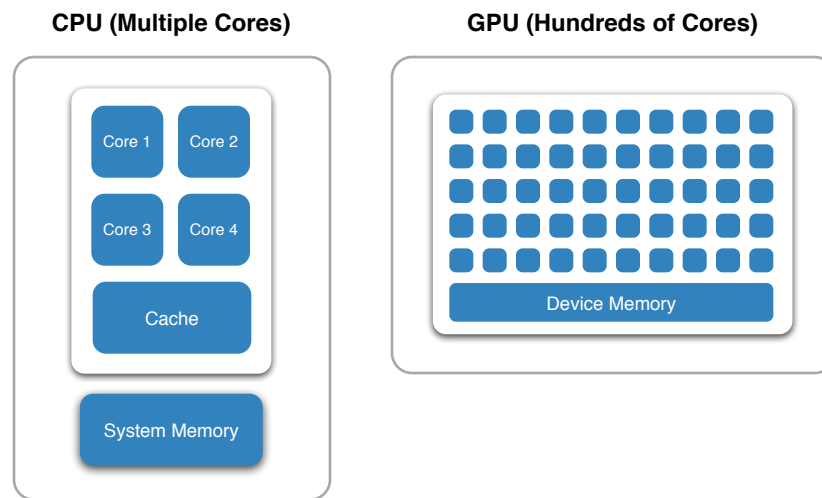 CPU (Multiple Cores)
Core 1
Core 2
Core 3
Core 4
Cache
System Memory
GPU (Hundreds of Cores)
Device Memory